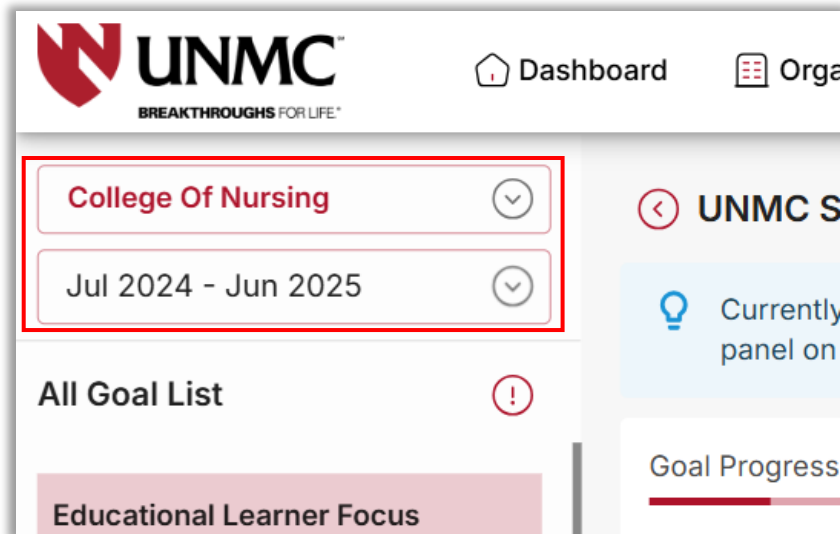 UNMC
BREAKTHROUGHS FOR LIFE.
Dashboard
Orga
College Of Nursing
Jul 2024 - Jun 2025
UNMC S
Currently
panel on
All Goal List
Goal Progress
Educational Learner Focus